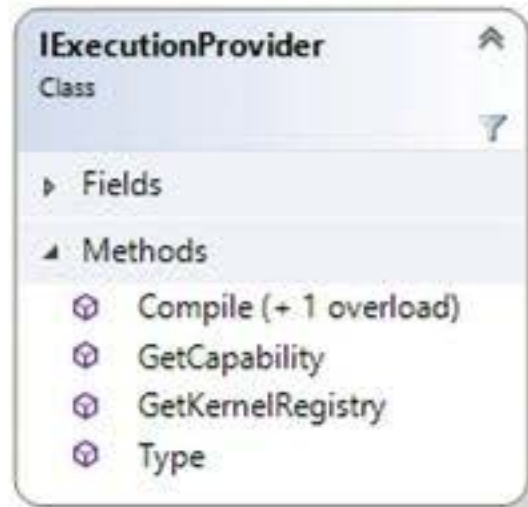 IExecutionProvider
Class
Fields
Methods
Compile (+ 1 overload)
GetCapability
GetKernelRegistry
Type